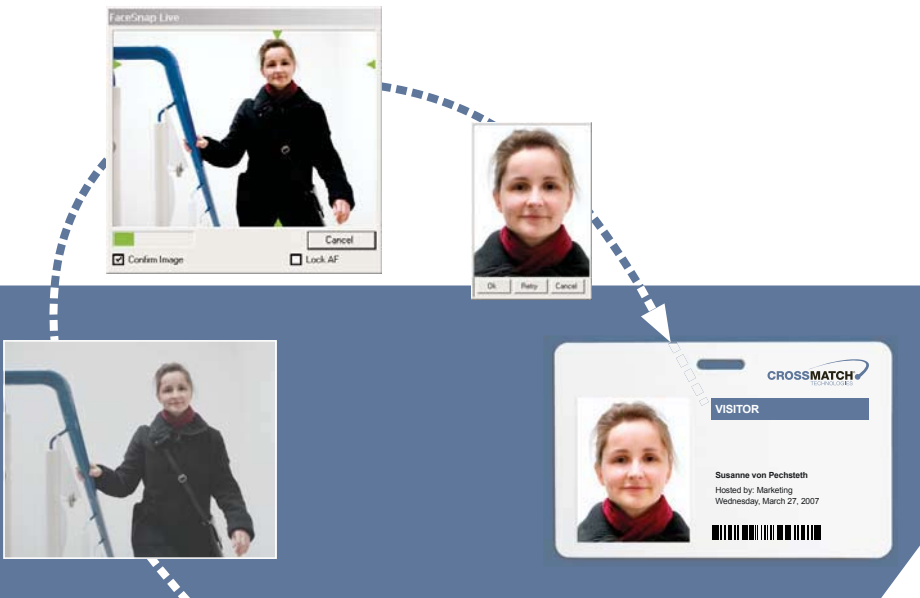 FaceSnap Live
Cancel
Confirm Image
Lock AF
Ok
Retry
Cancel
CROSSMATCH
TECHNOLOGIES
VISITOR
Susanne von Pechsteth
Hosted by: Marketing
Wednesday, March 27, 2007